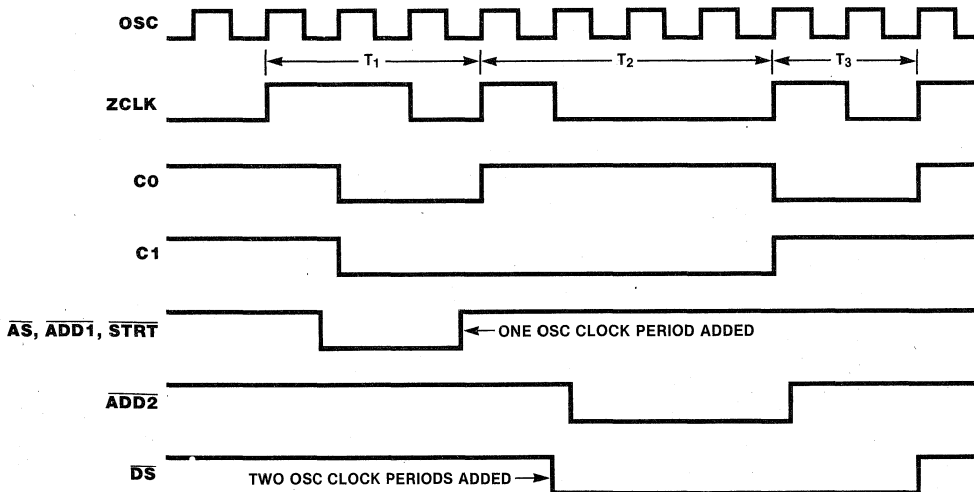 OSC
T1 T2 T3
ZCLK
C0
C1
AS, ADD1, STRT
ONE OSC CLOCK PERIOD ADDED
ADD2
DS
TWO OSC CLOCK PERIODS ADDED